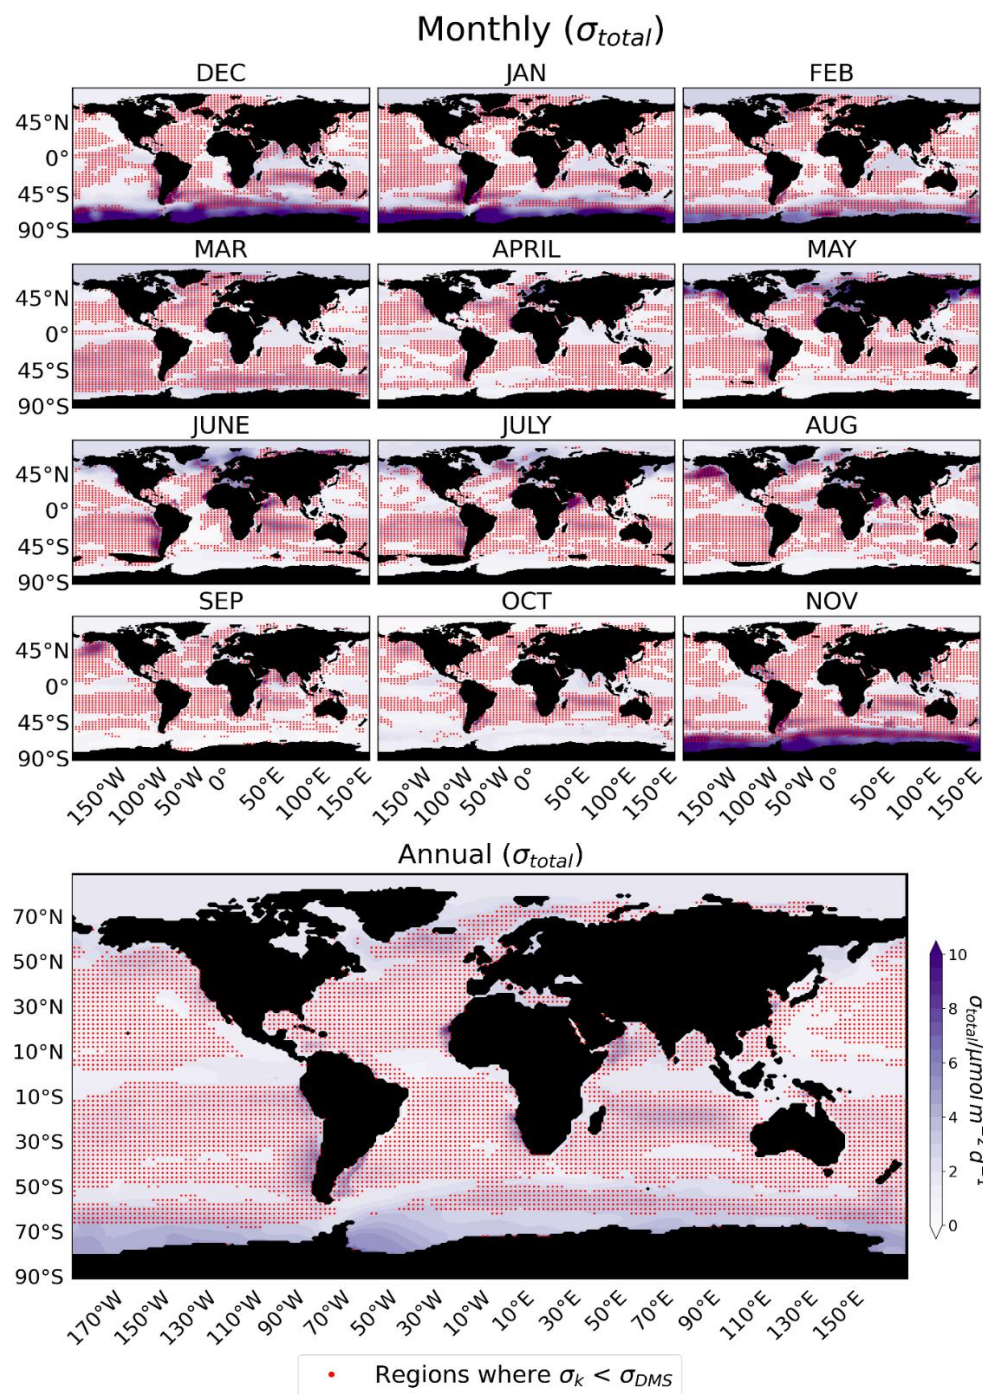 Monthly (σtotal)
DEC JAN FEB
45°N
0°
45°S
90°S
MAR APRIL MAY
45°N
0°
45°S
90°S
JUNE JULY AUG
45°N
0°
45°S
90°S
SEP OCT NOV
45°N
0°
45°S
90°S
150°W 100°W 50°W 0° 50°E 100°E 150°E 150°W 100°W 50°W 0° 50°E 100°E 150°E 150°W 100°W 50°W 0° 50°E 100°E 150°E
Annual (σtotal)
70°N
50°N
30°N
10°N
10°S
30°S
50°S
70°S
90°S
170°W 150°W 130°W 110°W 90°W 70°W 50°W 30°W 10°W 10°E 30°E 50°E 70°E 90°E 110°E 130°E 150°E
10
8
6
4
2
0
σtotal/μmol m⁻² d⁻¹
Regions where σk < σDMS